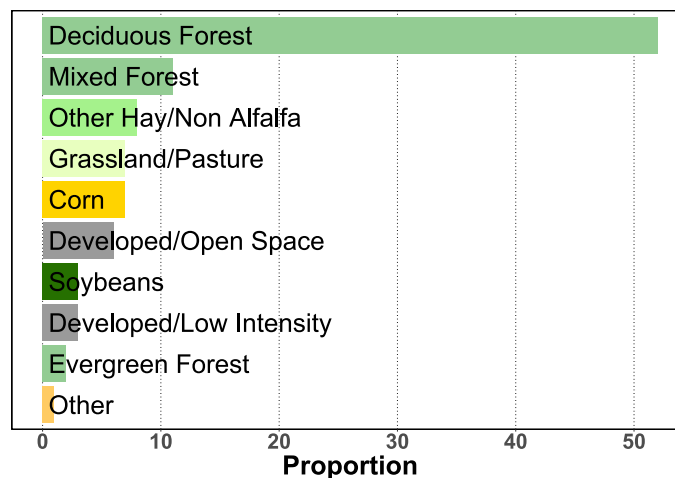 Deciduous Forest
Mixed Forest
Other Hay/Non Alfalfa
Grassland/Pasture
Corn
Developed/Open Space
Soybeans
Developed/Low Intensity
Evergreen Forest
Other
0 10 20 30 40 50
Proportion